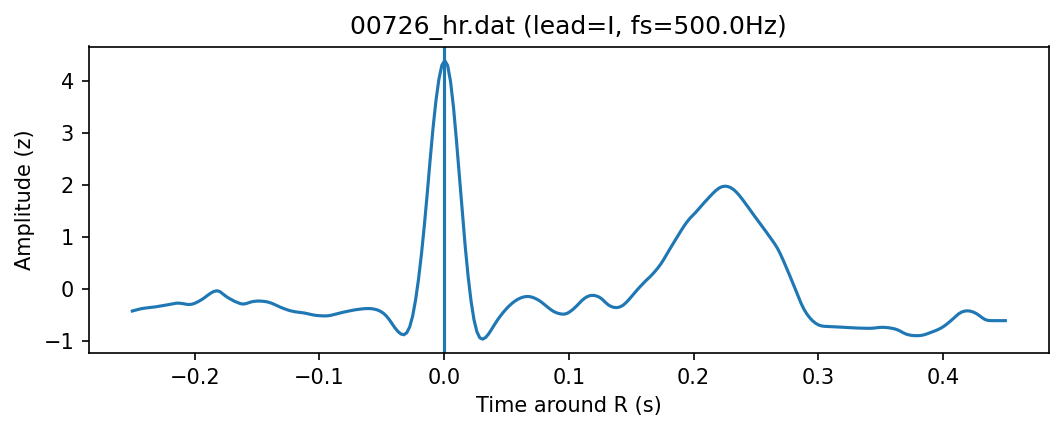 00726_hr.dat (lead=I, fs=500.0Hz)
Amplitude (z)
4
3
2
1
0
−1
−0.2 −0.1 0.0 0.1 0.2 0.3 0.4
Time around R (s)